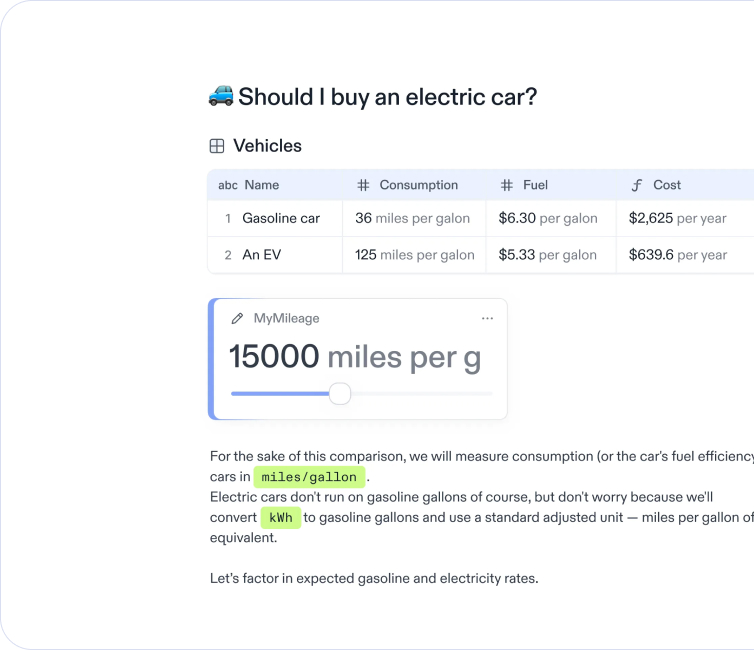 Should I buy an electric car?
Vehicles
abc Name # Consumption # Fuel ƒ Cost
1 Gasoline car 36 miles per galon $6.30 per galon $2,625 per year
2 An EV 125 miles per galon $5.33 per galon $639.6 per year
MyMileage ...
15000 miles per g
For the sake of this comparison, we will measure consumption (or the car's fuel efficiency
cars in miles/gallon .
Electric cars don't run on gasoline gallons of course, but don't worry because we'll
convert kWh to gasoline gallons and use a standard adjusted unit — miles per gallon of
equivalent.
Let's factor in expected gasoline and electricity rates.